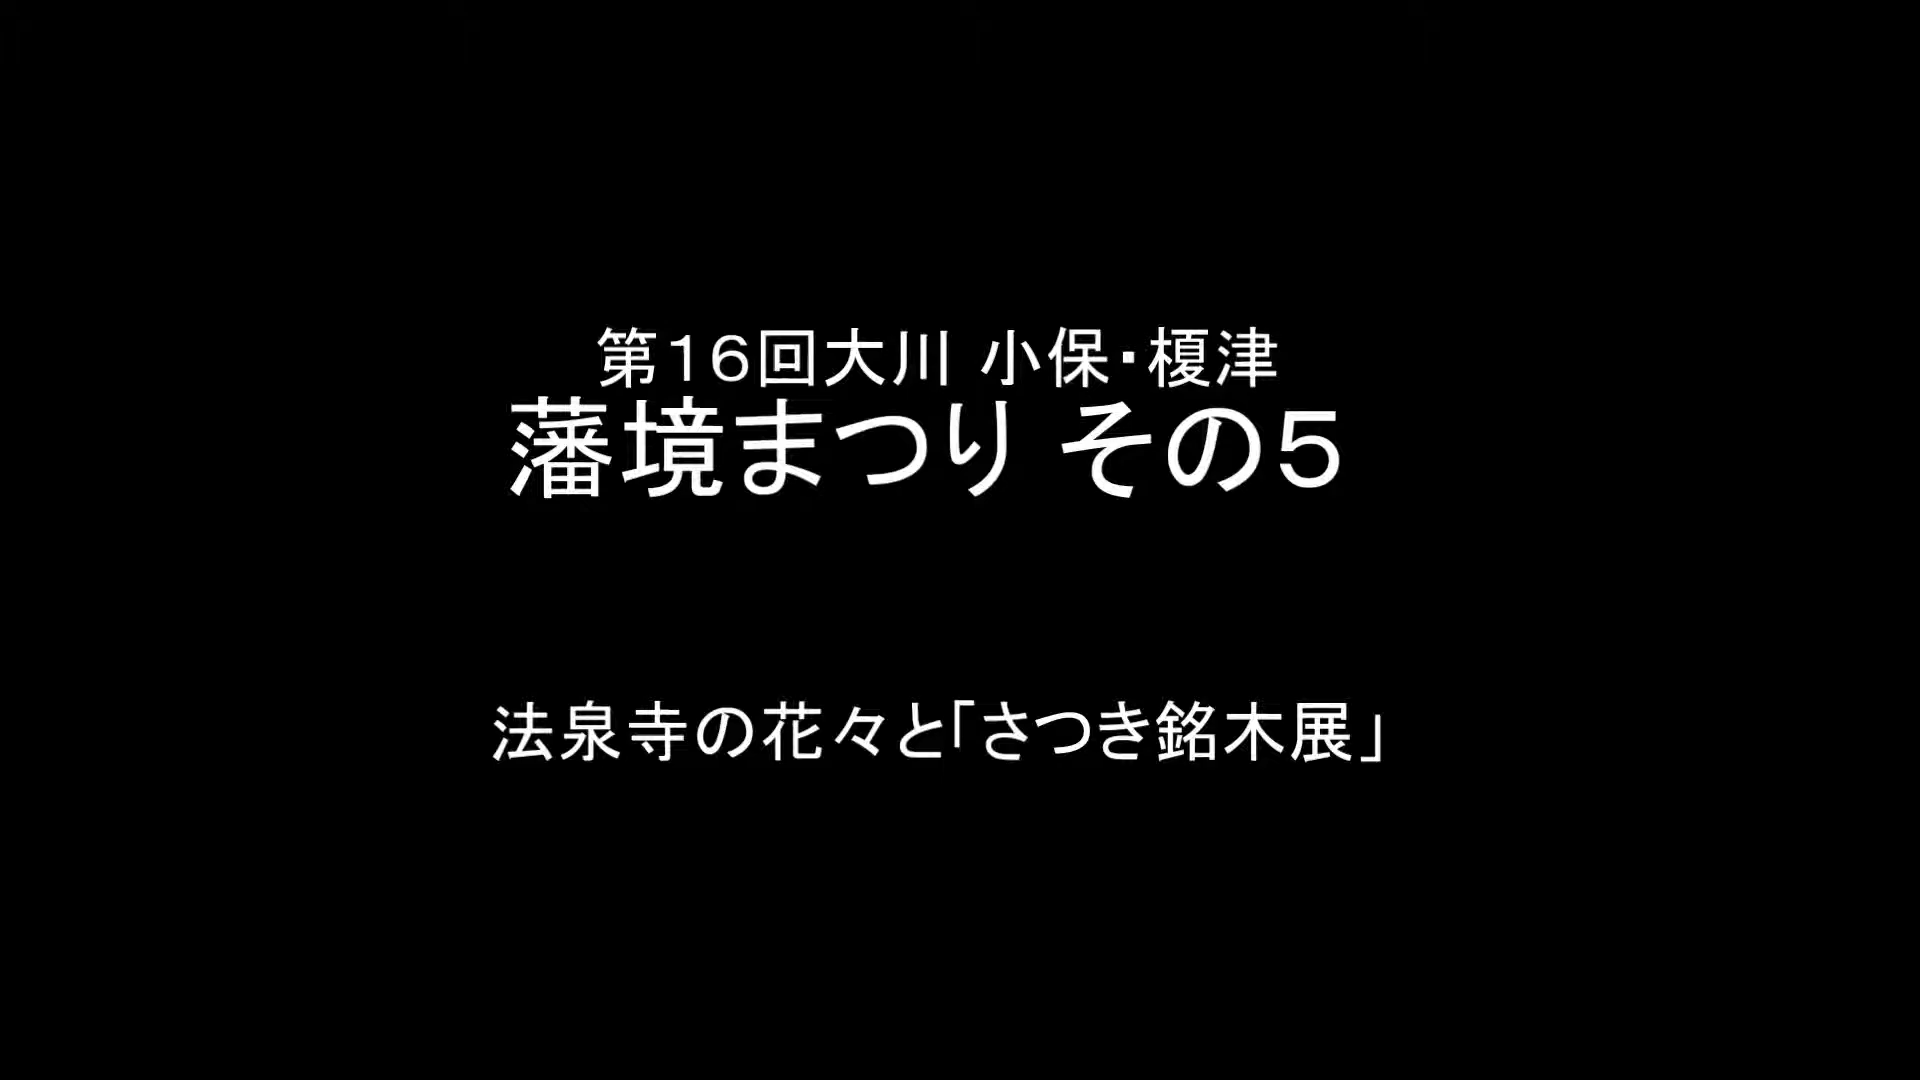 第１６回大川 小保・榎津
藩境まつり その５
法泉寺の花々と「さつき銘木展」